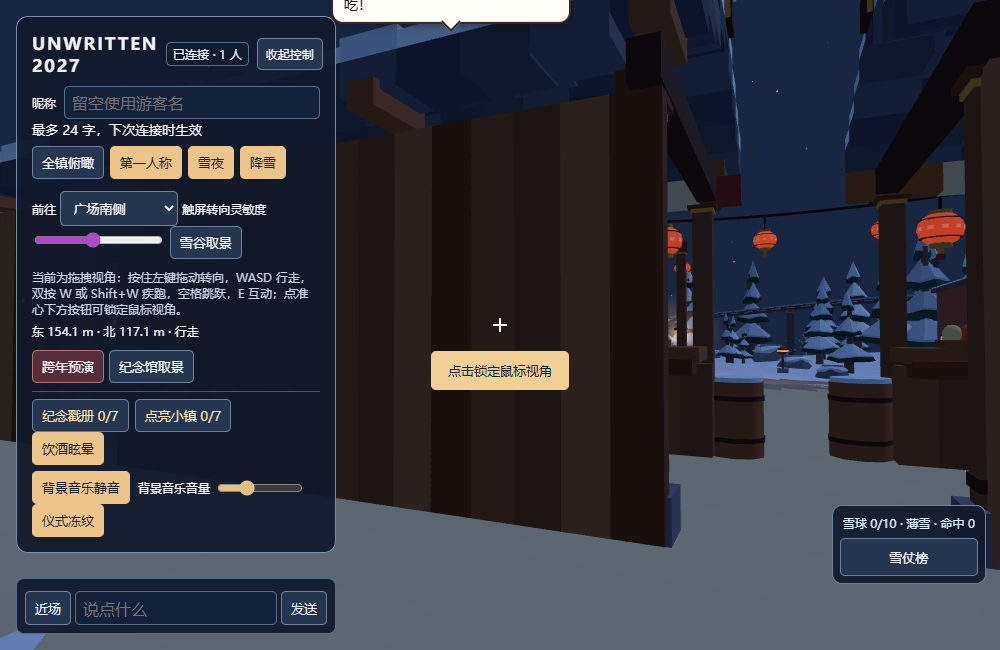 吃！
UNWRITTEN 2027
已连接 · 1 人
收起控制
昵称
留空使用游客名
最多 24 字，下次连接时生效
全镇俯瞰
第一人称
雪夜
降雪
前往
广场南侧
触屏转向灵敏度
雪谷取景
当前为拖拽视角：按住左键拖动转向，WASD 行走，
双按 W 或 Shift+W 疾跑，空格跳跃，E 互动；点准
心下方按钮可锁定鼠标视角。
东 154.1 m · 北 117.1 m · 行走
跨年预演
纪念馆取景
纪念戳册 0/7
点亮小镇 0/7
饮酒眩晕
背景音乐静音
背景音乐音量
仪式冻纹
近场
说点什么
发送
点击锁定鼠标视角
雪球 0/10 · 薄雪 · 命中 0
雪仗榜